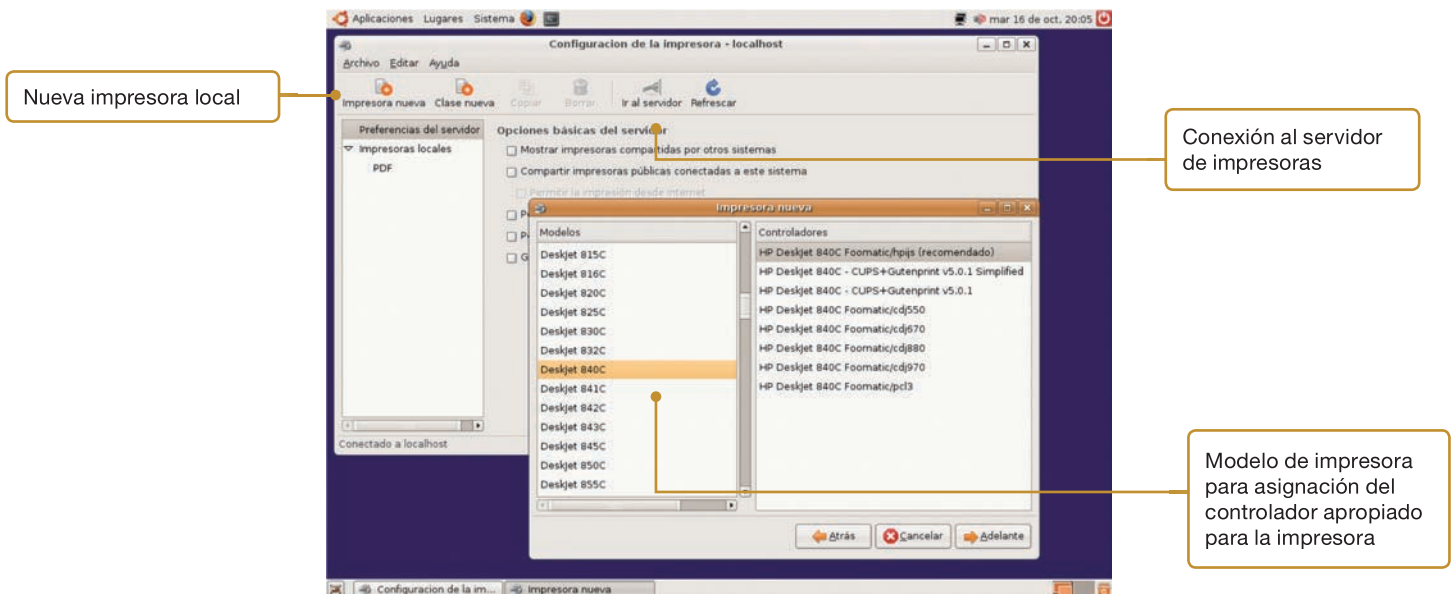 Aplicaciones Lugares Sistema
mar 16 de oct, 20:05
Configuracion de la impresora - localhost
Archivo Editar Ayuda
Impresora nueva Clase nueva Copiar Borrar Ir al servidor Refrescar
Nueva impresora local
Preferencias del servidor
Impresoras locales
PDF
Opciones básicas del servidor
Mostrar impresoras compartidas por otros sistemas
Compartir impresoras públicas conectadas a este sistema
Permitir la impresión desde internet
P
P
G
Conexión al servidor
de impresoras
Impresora nueva
Modelos
DeskJet 815C
DeskJet 816C
DeskJet 820C
DeskJet 825C
DeskJet 830C
DeskJet 832C
DeskJet 840C
DeskJet 841C
DeskJet 842C
DeskJet 843C
DeskJet 845C
DeskJet 850C
DeskJet 855C
Controladores
HP DeskJet 840C Foomatic/hpijs (recomendado)
HP DeskJet 840C - CUPS+Gutenprint v5.0.1 Simplified
HP DeskJet 840C - CUPS+Gutenprint v5.0.1
HP DeskJet 840C Foomatic/cdj550
HP DeskJet 840C Foomatic/cdj670
HP DeskJet 840C Foomatic/cdj880
HP DeskJet 840C Foomatic/cdj970
HP DeskJet 840C Foomatic/pcl3
Atrás Cancelar Adelante
Modelo de impresora
para asignación del
controlador apropiado
para la impresora
Conectado a localhost
Configuracion de la im... Impresora nueva